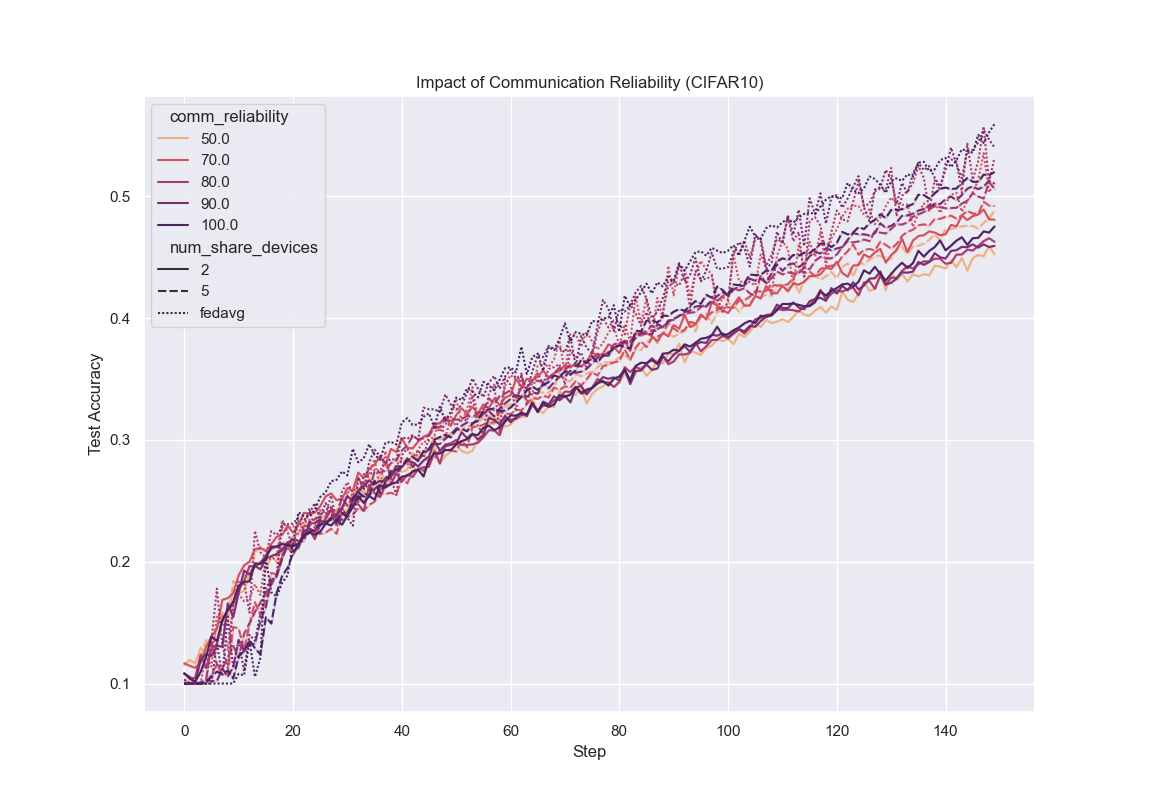 Impact of Communication Reliability (CIFAR10)
comm_reliability
50.0
70.0
80.0
90.0
100.0
num_share_devices
2
5
fedavg
0.5
0.4
0.3
0.2
0.1
Test Accuracy
0 20 40 60 80 100 120 140
Step